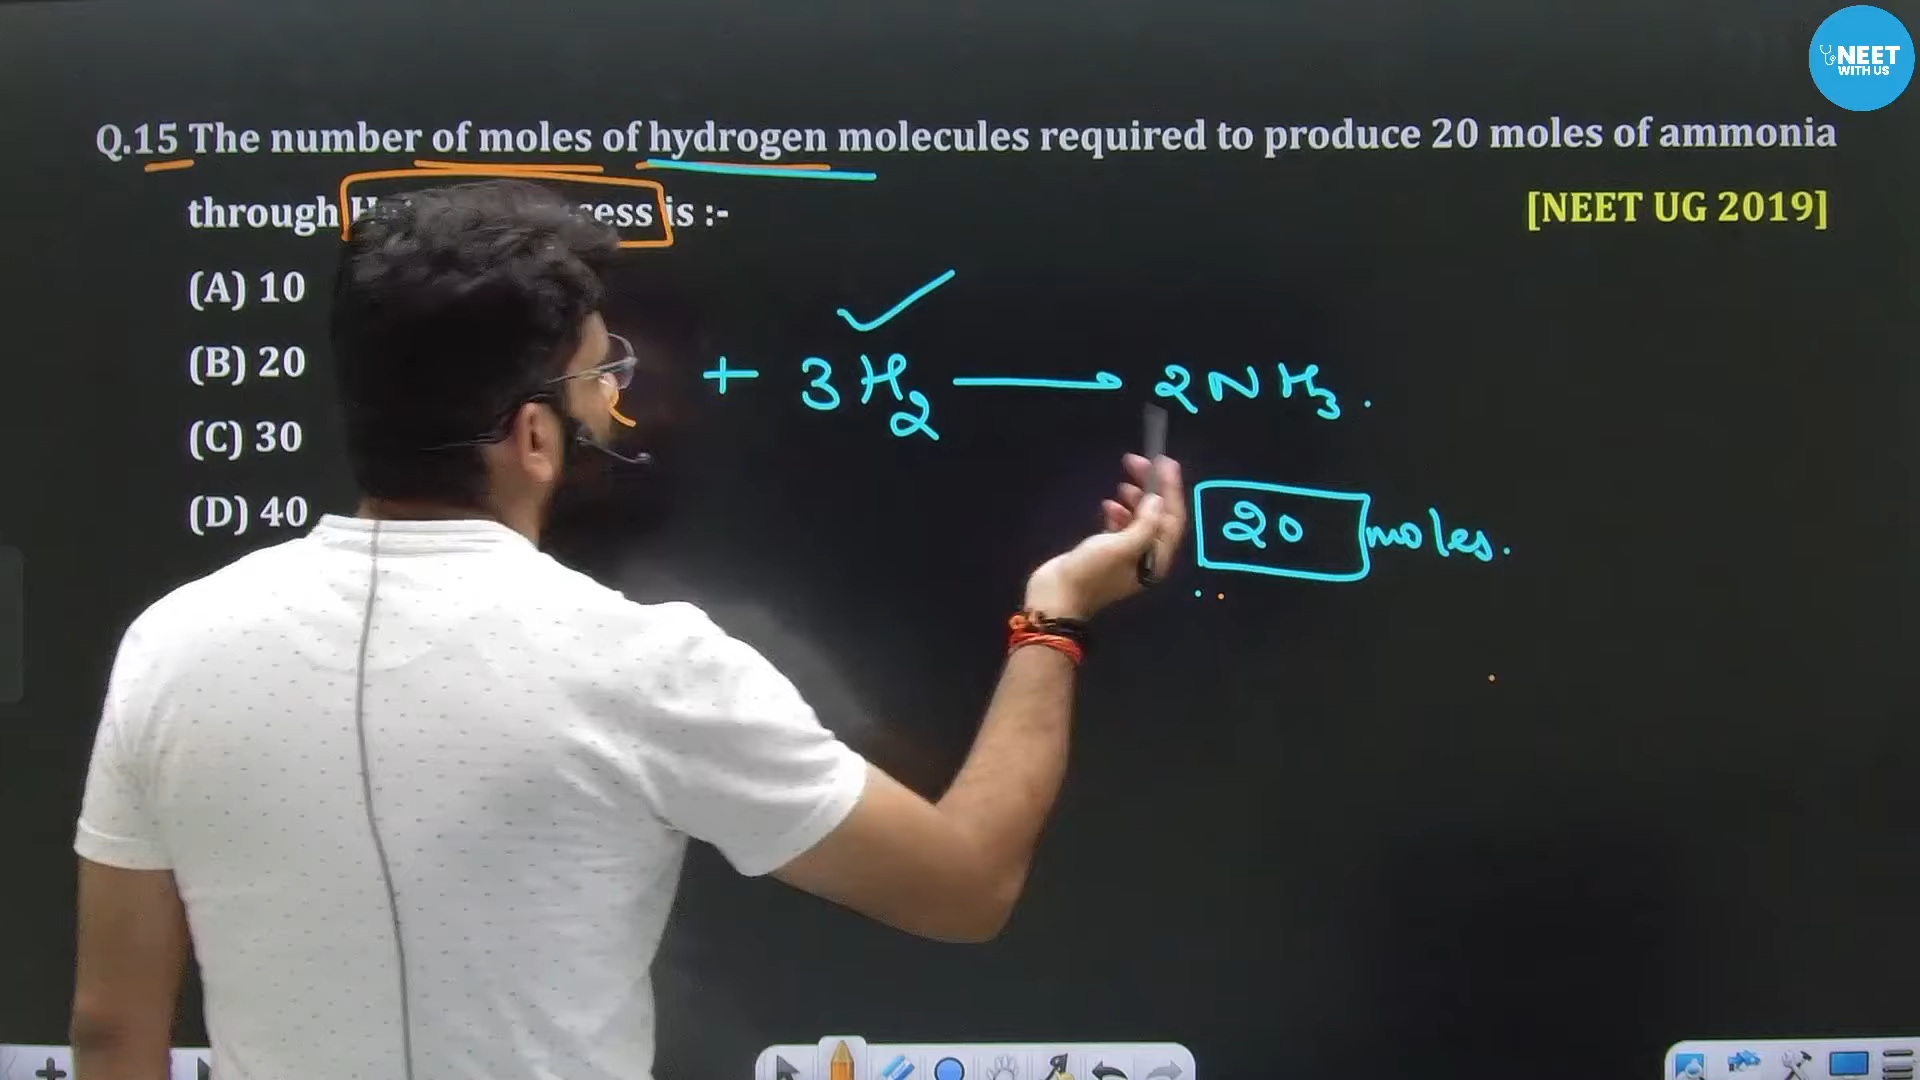 NEET
WITH US
Q.15 The number of moles of hydrogen molecules required to produce 20 moles of ammonia
through is :-
[NEET UG 2019]
(A) 10
(B) 20
(C) 30
(D) 40
+ 3H₂ ⟶ 2NH₃.
20 moles.